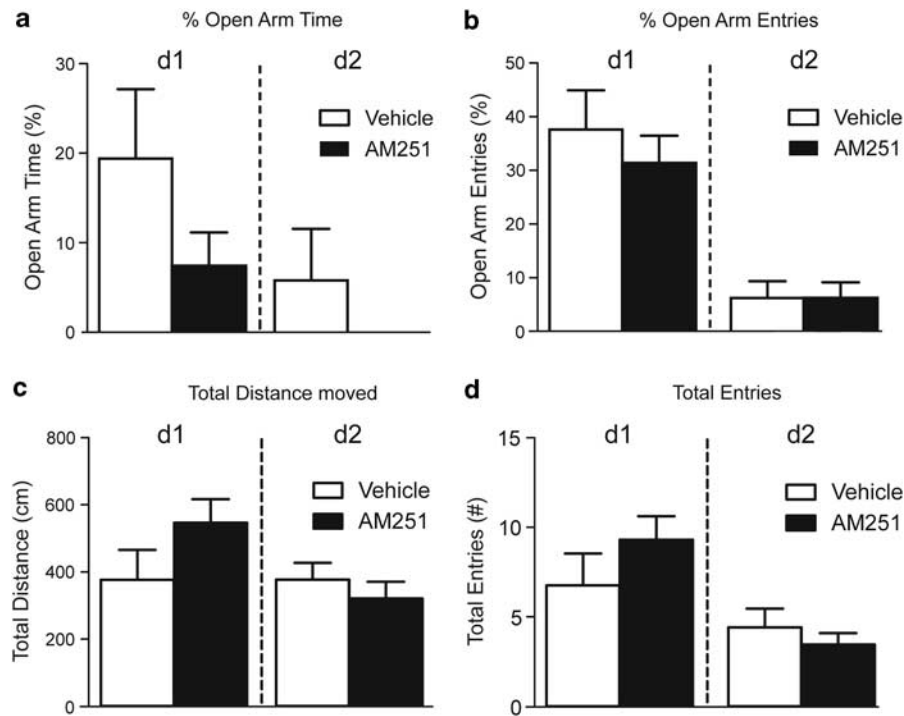 a
% Open Arm Time
d1
d2
30
20
10
0
Open Arm Time (%)
Vehicle
AM251
b
% Open Arm Entries
d1
d2
50
40
30
20
10
0
Open Arm Entries (%)
Vehicle
AM251
c
Total Distance moved
d1
d2
800
600
400
200
0
Total Distance (cm)
Vehicle
AM251
d
Total Entries
d1
d2
15
10
5
0
Total Entries (#)
Vehicle
AM251